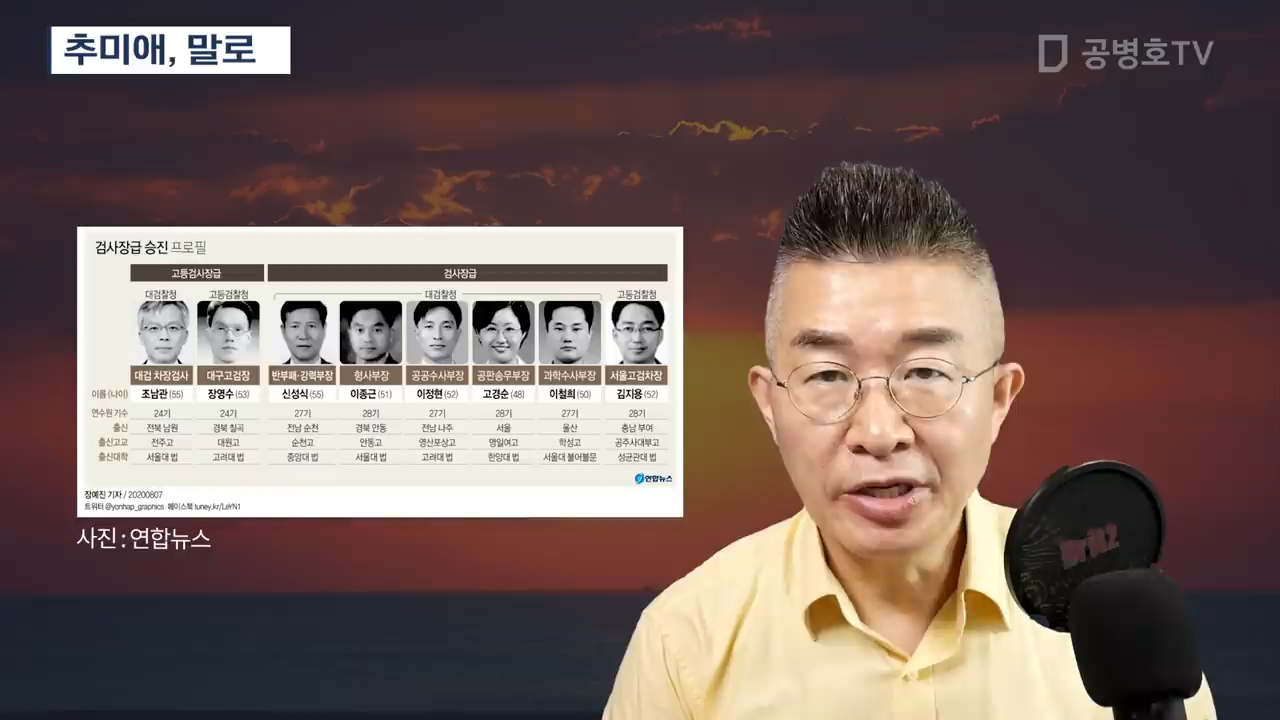 추미애, 말로
공병호TV
검사장급 승진 프로필
고등검사장급 검사장급
대검찰청 고등검찰청 대검찰청 고등검찰청
대검 차장검사 대구고검장 반부패·강력부장 형사부장 공공수사부장 공판송무부장 과학수사부장 서울고검차장
이름(나이) 조남관 (55) 장영수 (53) 신성식 (55) 이종근 (51) 이정현 (52) 고경순 (48) 이철희 (50) 김지용 (52)
연수원 기수 24기 24기 27기 28기 27기 28기 27기 28기
출신 전북 남원 경북 칠곡 전남 순천 경북 안동 전남 나주 서울 울산 충남 부여
출신고교 전주고 대원고 순천고 안동고 영산포상고 명일여고 학성고 공주사대부고
출신대학 서울대 법 고려대 법 중앙대 법 서울대 법 고려대 법 한양대 법 서울대 불어불문 성균관대 법
연합뉴스
장예진 기자 / 20200807
트위터 @yonhap_graphics 페이스북 tuney.kr/LeYN1
사진 : 연합뉴스